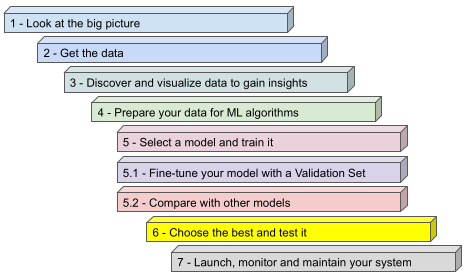 1 - Look at the big picture
2 - Get the data
3 - Discover and visualize data to gain insights
4 - Prepare your data for ML algorithms
5 - Select a model and train it
5.1 - Fine-tune your model with a Validation Set
5.2 - Compare with other models
6 - Choose the best and test it
7 - Launch, monitor and maintain your system